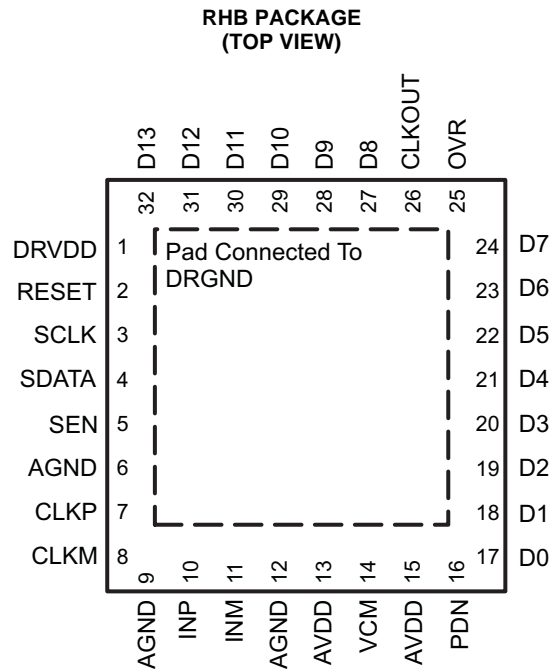 RHB PACKAGE
(TOP VIEW)
D13 D12 D11 D10 D9 D8 CLKOUT OVR
32 31 30 29 28 27 26 25
DRVDD 1 Pad Connected To 24 D7
RESET 2 DRGND 23 D6
SCLK 3 22 D5
SDATA 4 21 D4
SEN 5 20 D3
AGND 6 19 D2
CLKP 7 18 D1
CLKM 8 17 D0
9 10 11 12 13 14 15 16
AGND INP INM AGND AVDD VCM AVDD PDN